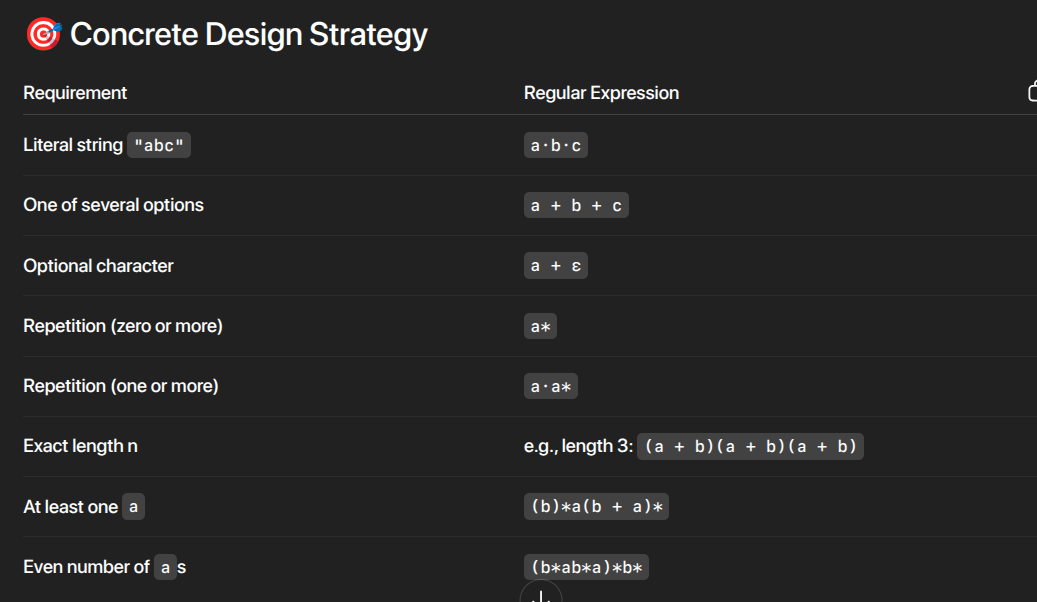 🎯 Concrete Design Strategy
Requirement Regular Expression
Literal string "abc" a·b·c
One of several options a + b + c
Optional character a + ε
Repetition (zero or more) a*
Repetition (one or more) a·a*
Exact length n e.g., length 3: (a + b)(a + b)(a + b)
At least one a (b)*a(b + a)*
Even number of a s (b*ab*a)*b*